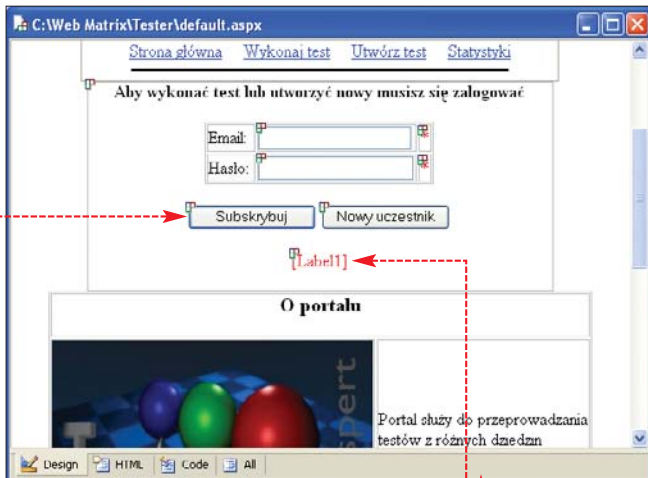 C:\Web Matrix\Tester\default.aspx
Strona główna Wykonaj test Utwórz test Statystyki
Aby wykonać test lub utworzyć nowy musisz się zalogować
Email:
Hasło:
Subskrybuj Nowy uczestnik
[Label1]
O portalu
pert
Portal służy do przeprowadzania
testów z różnych dziedzin
Design HTML Code All